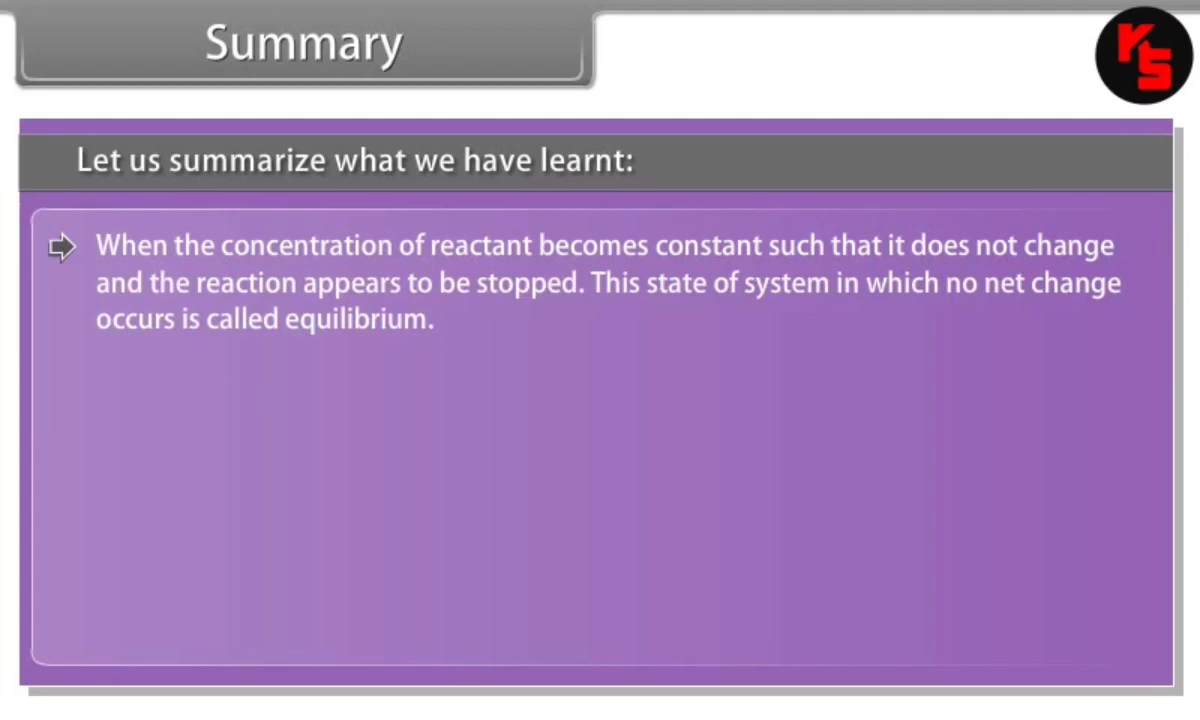 Summary
KTS
Let us summarize what we have learnt:
When the concentration of reactant becomes constant such that it does not change
and the reaction appears to be stopped. This state of system in which no net change
occurs is called equilibrium.